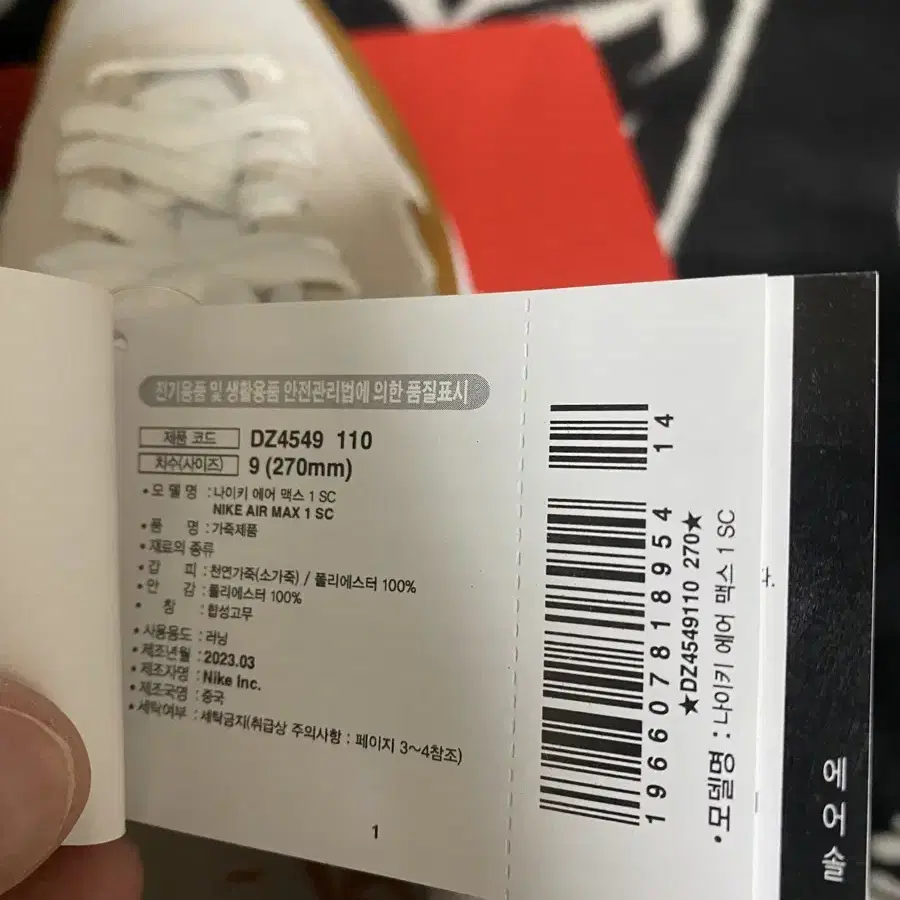 전기용품 및 생활용품 안전관리법에 의한 품질표시
제품 코드 DZ4549 110
치수(사이즈) 9 (270mm)
• 모 델 명 : 나이키 에어 맥스 1 SC
NIKE AIR MAX 1 SC
• 품 명 : 가죽제품
• 재료의 종류
• 갑 피 : 천연가죽(소가죽) / 폴리에스터 100%
• 안 감 : 폴리에스터 100%
• 창 : 합성고무
• 사용용도 : 러닝
• 제조년월 : 2023.03
• 제조자명 : Nike Inc.
• 제조국명 : 중국
• 세탁여부 : 세탁금지(취급상 주의사항 : 페이지 3~4참조)
1
14
196607818954
★DZ4549110 270★
• 모델명 : 나이키 에어 맥스 1 SC
에어솔